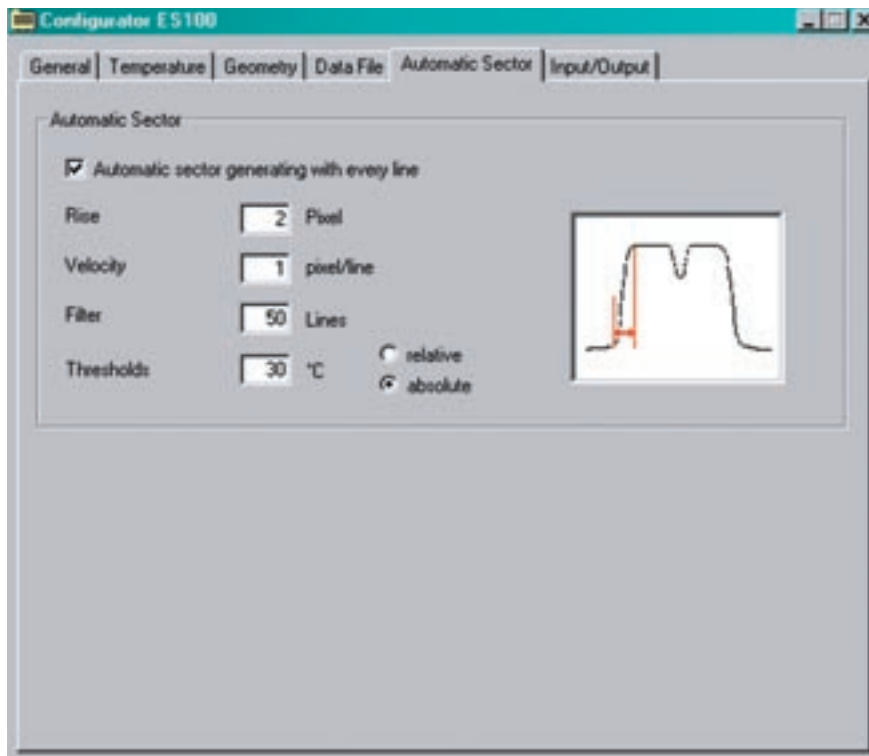 Configurator ES100
General Temperature Geometry Data File Automatic Sector Input/Output
Automatic Sector
Automatic sector generating with every line
Rise 2 Pixel
Velocity 1 pixel/line
Filter 50 Lines
Thresholds 30 °C
relative
absolute